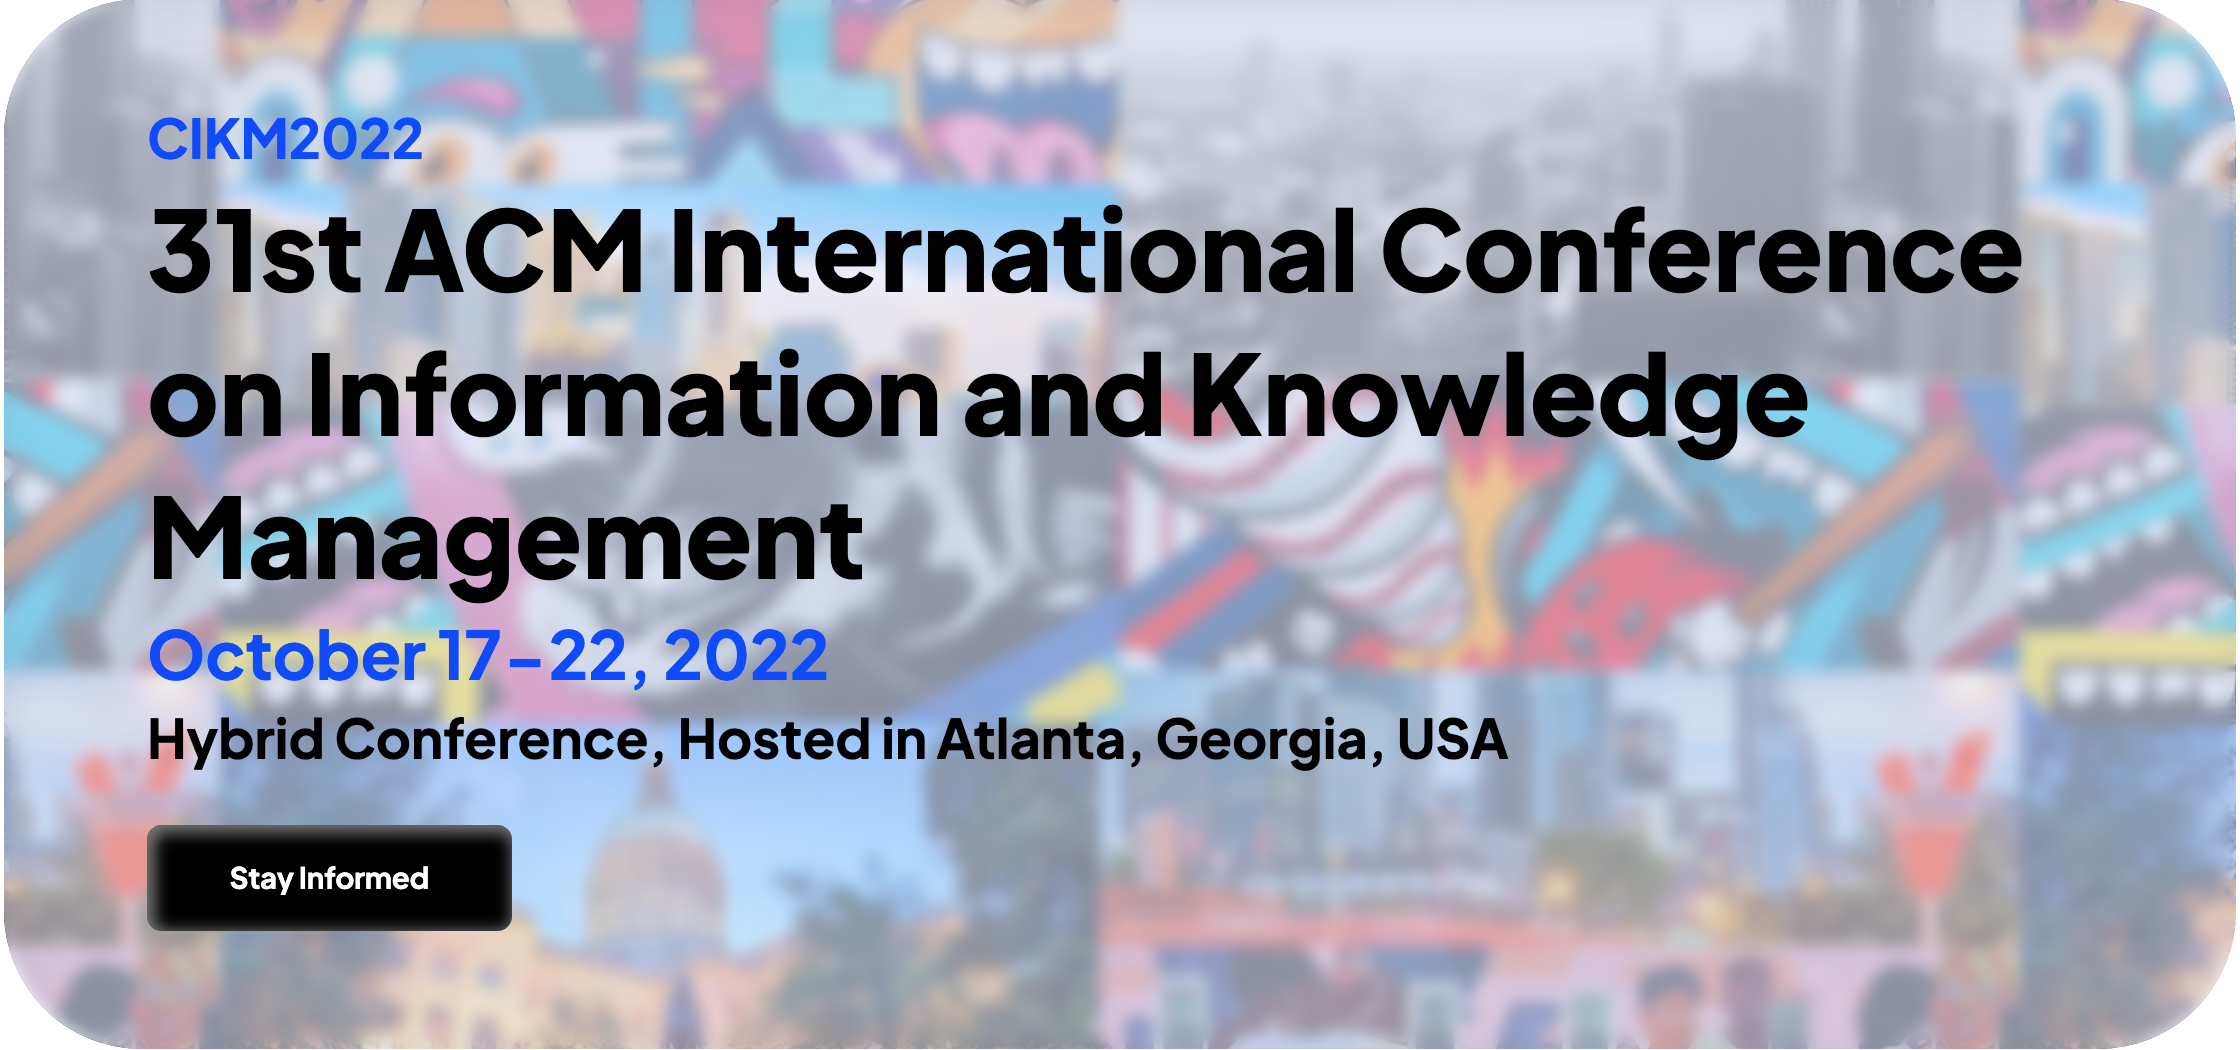 CIKM2022
31st ACM International Conference
on Information and Knowledge
Management
October 17–22, 2022
Hybrid Conference, Hosted in Atlanta, Georgia, USA
Stay Informed